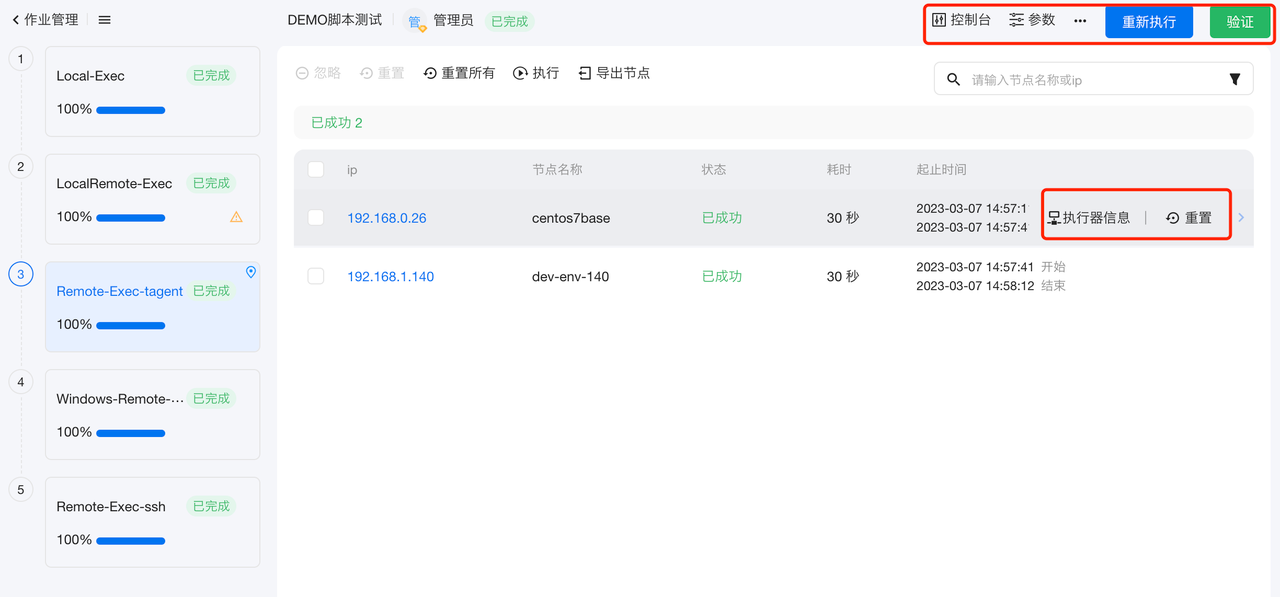 作业管理
DEMO脚本测试 管 管理员 已完成
控制台 参数 ... 重新执行 验证
1
Local-Exec 已完成
100%
2
LocalRemote-Exec 已完成
100%
3
Remote-Exec-tagent 已完成
100%
4
Windows-Remote-... 已完成
100%
5
Remote-Exec-ssh 已完成
100%
忽略 重置 重置所有 执行 导出节点
请输入节点名称或ip
已成功 2
ip 节点名称 状态 耗时 起止时间
192.168.0.26 centos7base 已成功 30 秒
2023-03-07 14:57:1
2023-03-07 14:57:4
执行器信息 重置
192.168.1.140 dev-env-140 已成功 30 秒
2023-03-07 14:57:41 开始
2023-03-07 14:58:12 结束